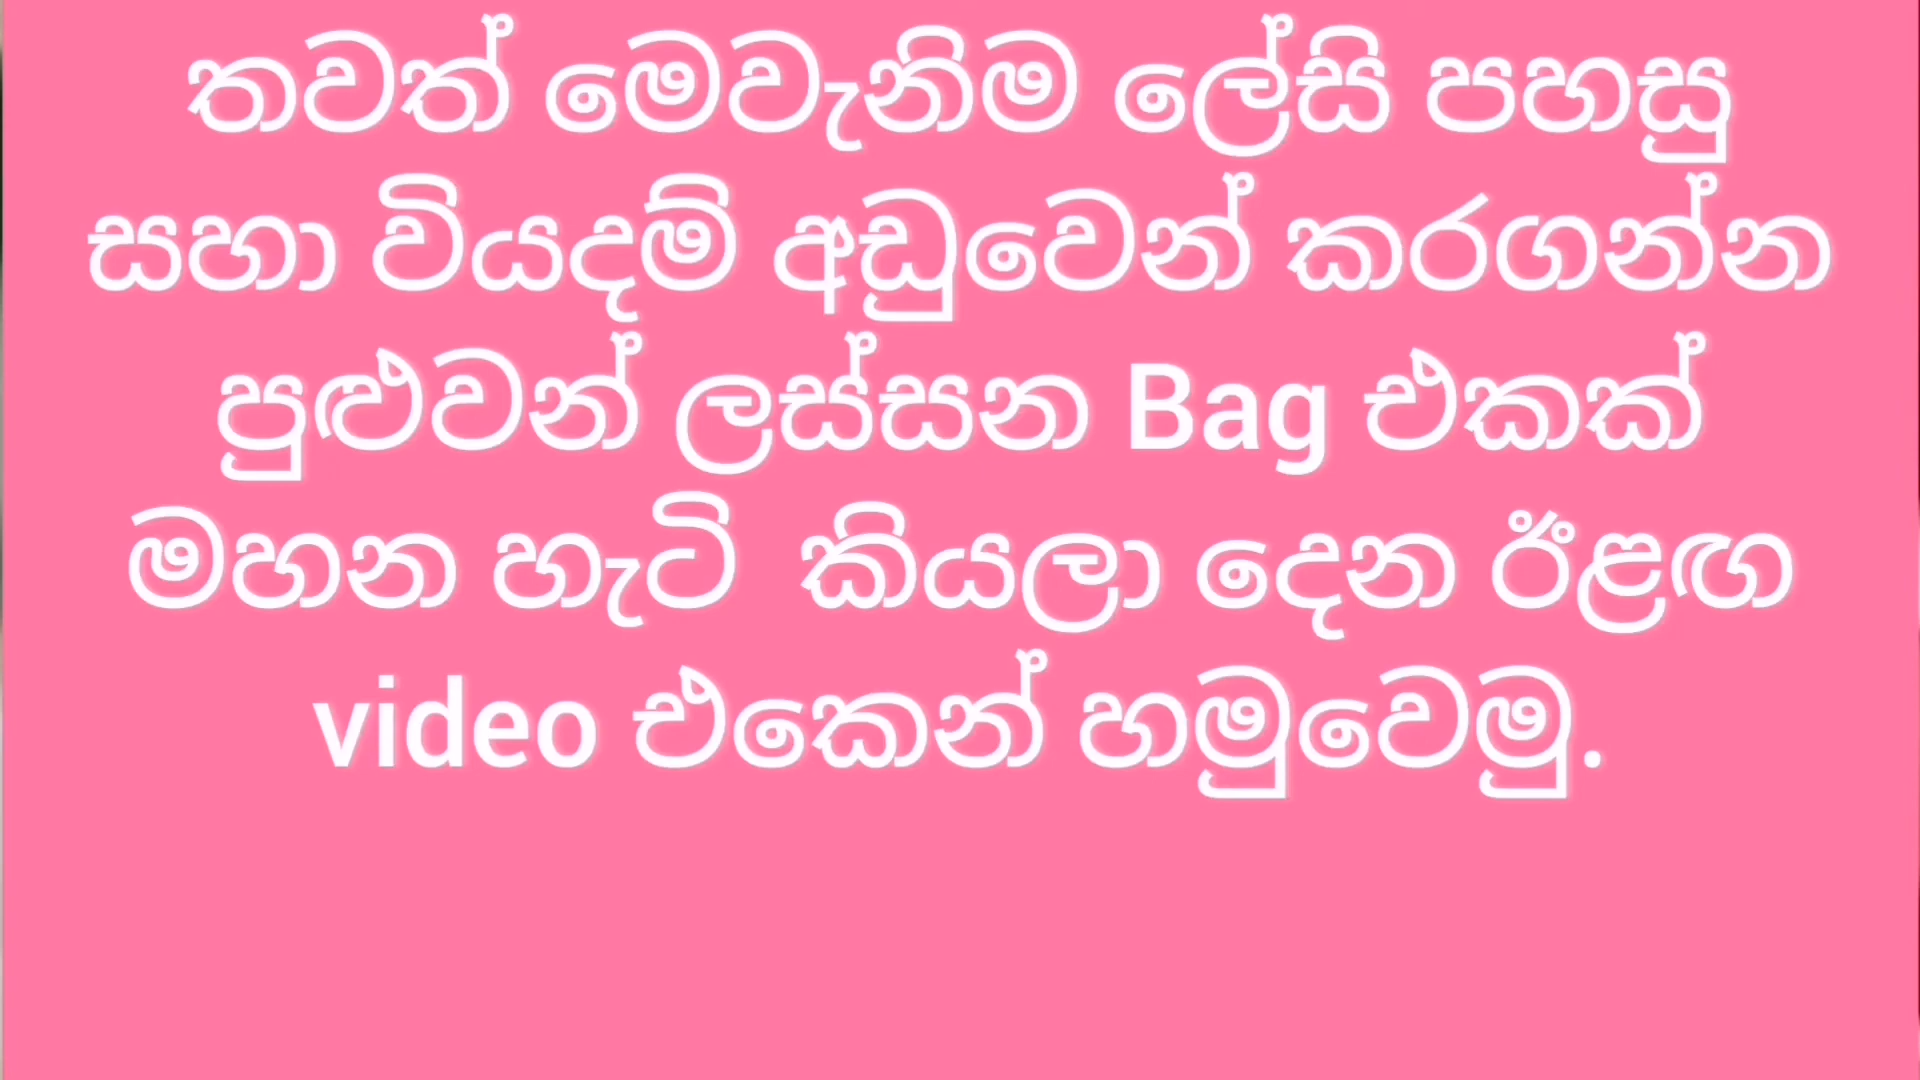 තවත් මෙවැනිම ලේසි පහසු
සහා වියදම් අඩුවෙන් කරගන්න
පුළුවන් ලස්සන Bag එකක්
මහන හැටි  කියලා දෙන ඊළඟ
video එකෙන් හමුවෙමු.